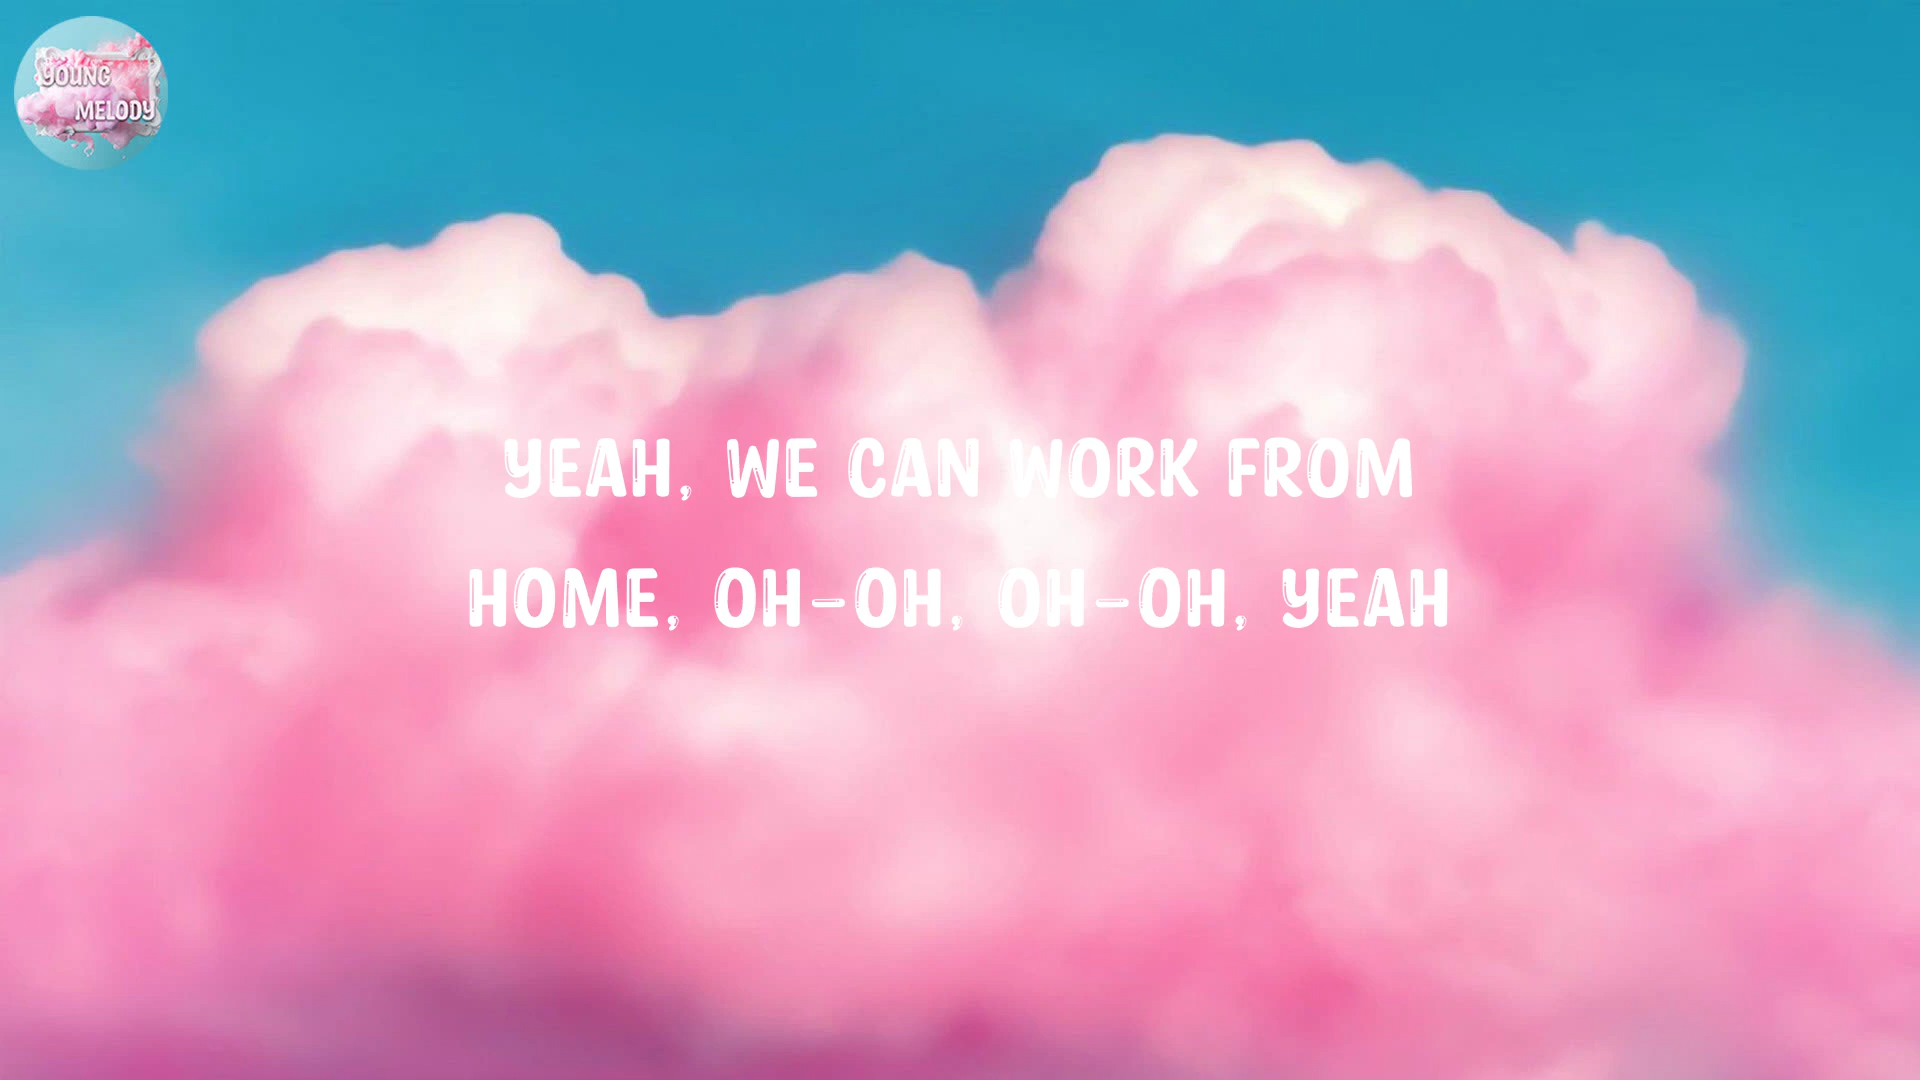 YOUNG
MELODY
YEAH, WE CAN WORK FROM
HOME, OH-OH, OH-OH, YEAH